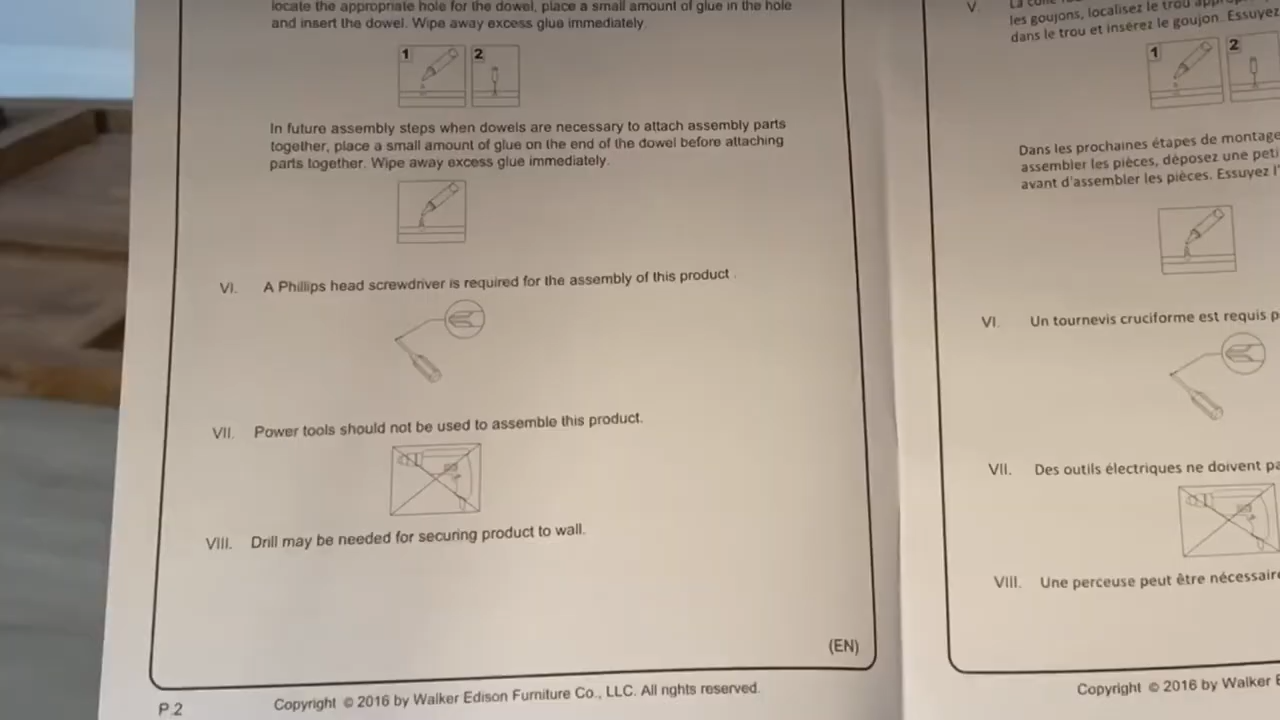 locate the appropriate hole for the dowel, place a small amount of glue in the hole
and insert the dowel. Wipe away excess glue immediately.
1 2
In future assembly steps when dowels are necessary to attach assembly parts
together, place a small amount of glue on the end of the dowel before attaching
parts together. Wipe away excess glue immediately.
VI. A Phillips head screwdriver is required for the assembly of this product.
VII. Power tools should not be used to assemble this product.
VIII. Drill may be needed for securing product to wall.
(EN)
P.2 Copyright © 2016 by Walker Edison Furniture Co., LLC. All rights reserved.
V. La
les goujons, localisez le trou
dans le trou et insérez le goujon. Essuyez
1 2
Dans les prochaines étapes de montage
assembler les pièces, déposez une peti
avant d'assembler les pièces. Essuyez l'
VI. Un tournevis cruciforme est requis p
VII. Des outils électriques ne doivent pa
VIII. Une perceuse peut être nécessaire
Copyright © 2016 by Walker E